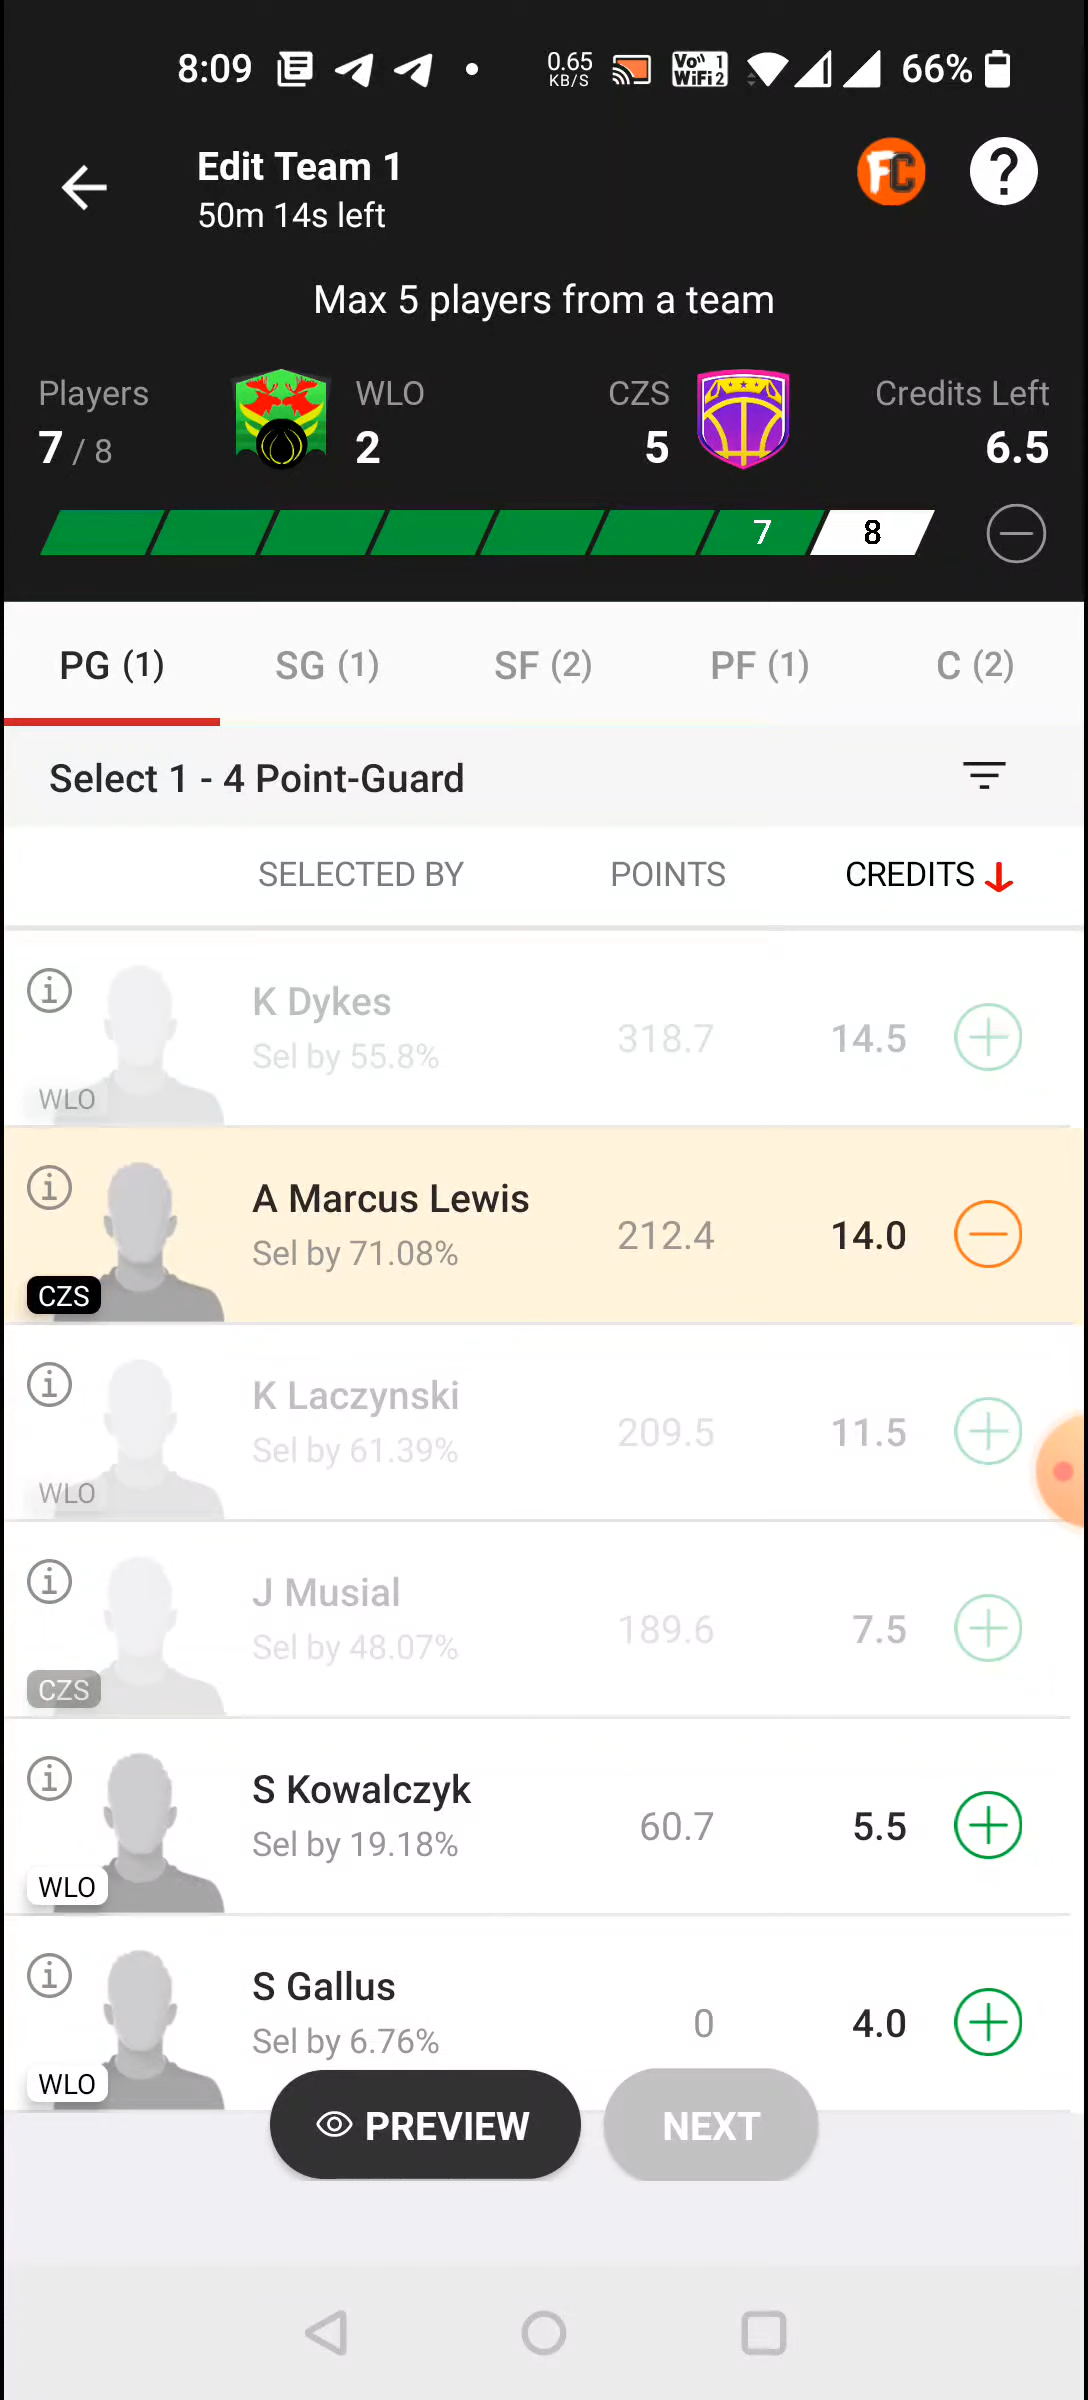 8:09 0.65 KB/S Vo 1 WiFi 2 66%
Edit Team 1
FC ?
50m 14s left
Max 5 players from a team
Players WLO CZS Credits Left
7 / 8 2 5 6.5
7 8
PG (1) SG (1) SF (2) PF (1) C (2)
Select 1 - 4 Point-Guard
SELECTED BY POINTS CREDITS
K Dykes
Sel by 55.8% 318.7 14.5
WLO
A Marcus Lewis
Sel by 71.08% 212.4 14.0
CZS
K Laczynski
Sel by 61.39% 209.5 11.5
WLO
J Musial
Sel by 48.07% 189.6 7.5
CZS
S Kowalczyk
Sel by 19.18% 60.7 5.5
WLO
S Gallus
Sel by 6.76% 0 4.0
WLO
PREVIEW NEXT